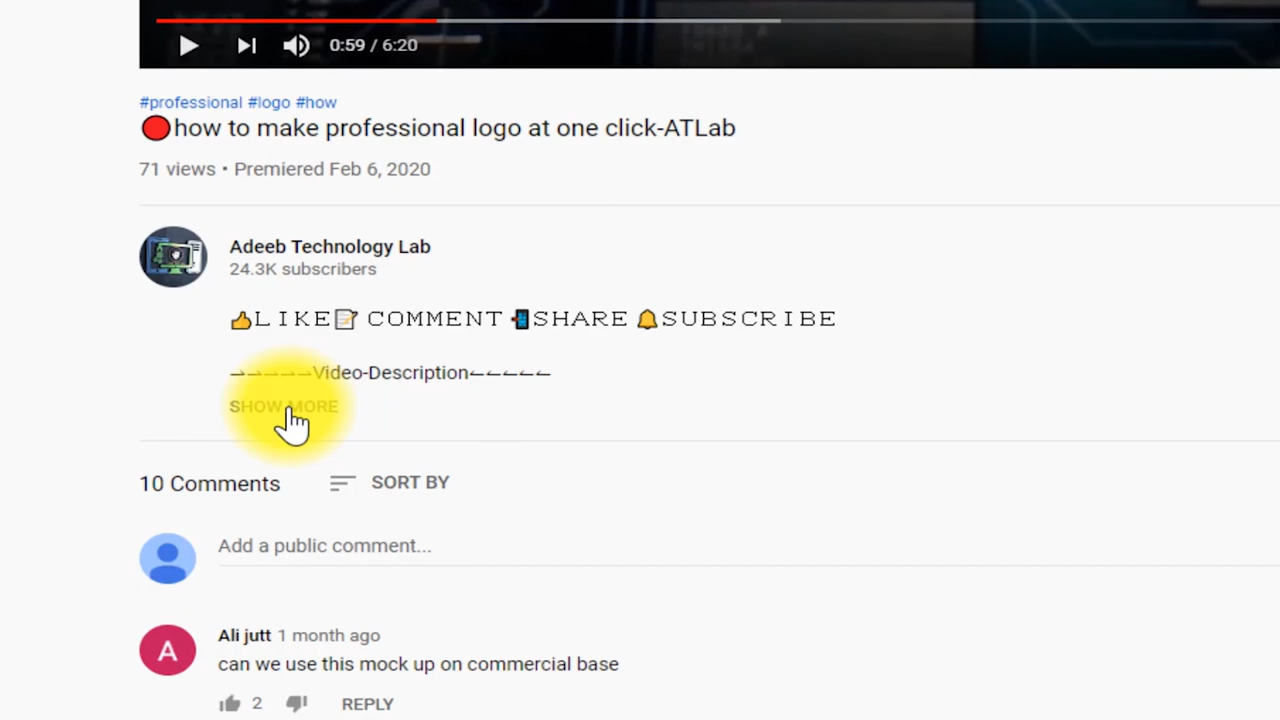 0:59 / 6:20
#professional #logo #how
🔴how to make professional logo at one click-ATLab
71 views • Premiered Feb 6, 2020
Adeeb Technology Lab
24.3K subscribers
👍LIKE📝 COMMENT 📲SHARE 🔔SUBSCRIBE
⇀⇀⇀⇀⇀Video-Description↼↼↼↼↼
SHOW MORE
10 Comments SORT BY
Add a public comment...
A
Ali jutt 1 month ago
can we use this mock up on commercial base
2 REPLY